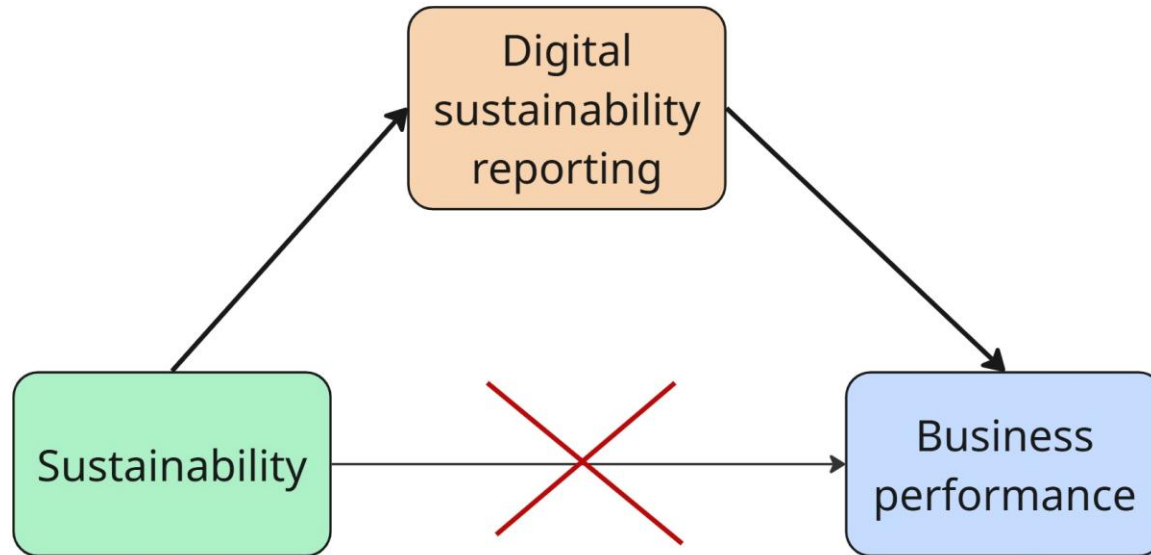 Digital
sustainability
reporting
Sustainability
Business
performance